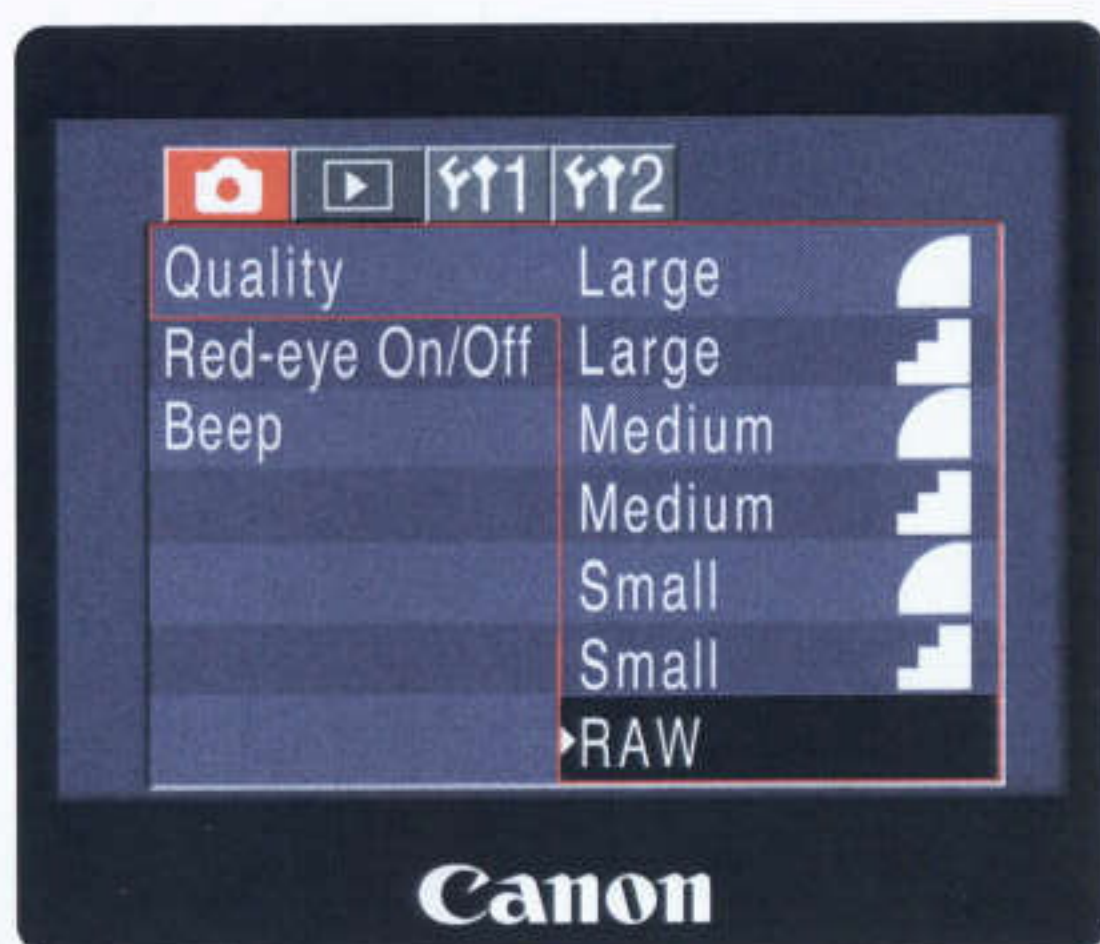 1 2
Quality Large
Red-eye On/Off Large
Beep Medium
Medium
Small
Small
RAW
Canon